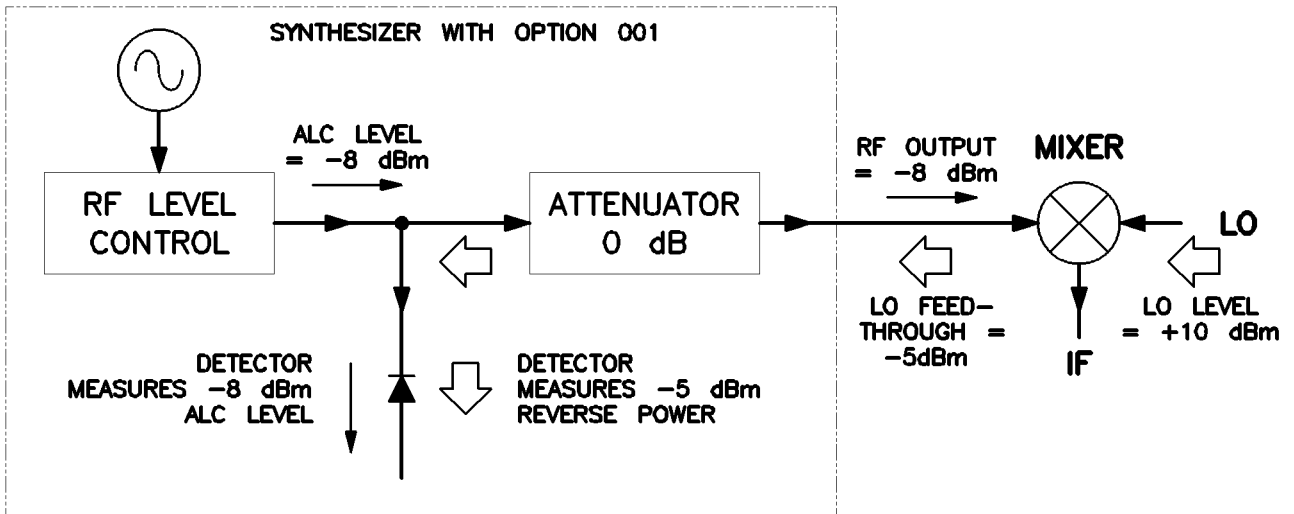 SYNTHESIZER WITH OPTION 001
ALC LEVEL
= -8 dBm
RF LEVEL
CONTROL
ATTENUATOR
0 dB
RF OUTPUT
= -8 dBm
MIXER
LO
LO FEED-
THROUGH =
-5dBm
LO LEVEL
= +10 dBm
IF
DETECTOR
MEASURES -8 dBm
ALC LEVEL
DETECTOR
MEASURES -5 dBm
REVERSE POWER